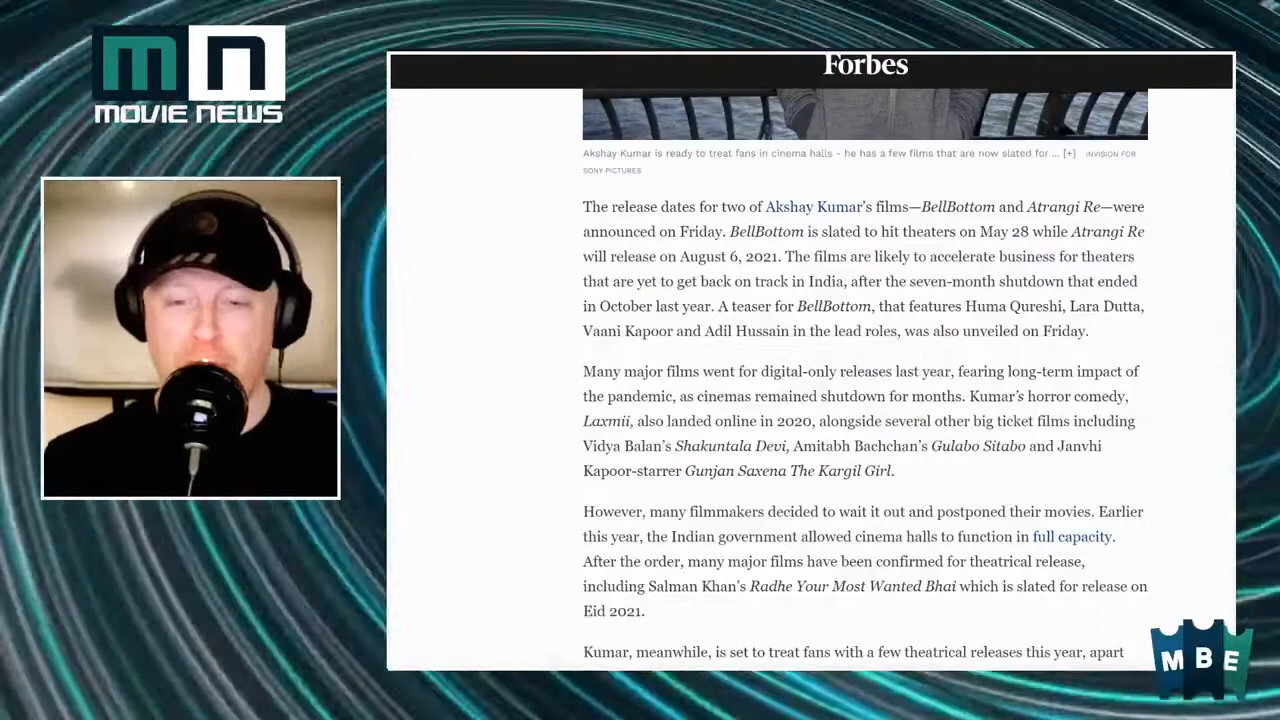 mn
MOVIE NEWS
Forbes
Akshay Kumar is ready to treat fans in cinema halls - he has a few films that are now slated for ... [+] INVISION FOR
SONY PICTURES
The release dates for two of Akshay Kumar’s films—BellBottom and Atrangi Re—were
announced on Friday. BellBottom is slated to hit theaters on May 28 while Atrangi Re
will release on August 6, 2021. The films are likely to accelerate business for theaters
that are yet to get back on track in India, after the seven-month shutdown that ended
in October last year. A teaser for BellBottom, that features Huma Qureshi, Lara Dutta,
Vaani Kapoor and Adil Hussain in the lead roles, was also unveiled on Friday.
Many major films went for digital-only releases last year, fearing long-term impact of
the pandemic, as cinemas remained shutdown for months. Kumar’s horror comedy,
Laxmii, also landed online in 2020, alongside several other big ticket films including
Vidya Balan’s Shakuntala Devi, Amitabh Bachchan’s Gulabo Sitabo and Janvhi
Kapoor-starrer Gunjan Saxena The Kargil Girl.
However, many filmmakers decided to wait it out and postponed their movies. Earlier
this year, the Indian government allowed cinema halls to function in full capacity.
After the order, many major films have been confirmed for theatrical release,
including Salman Khan’s Radhe Your Most Wanted Bhai which is slated for release on
Eid 2021.
Kumar, meanwhile, is set to treat fans with a few theatrical releases this year, apart
MBE